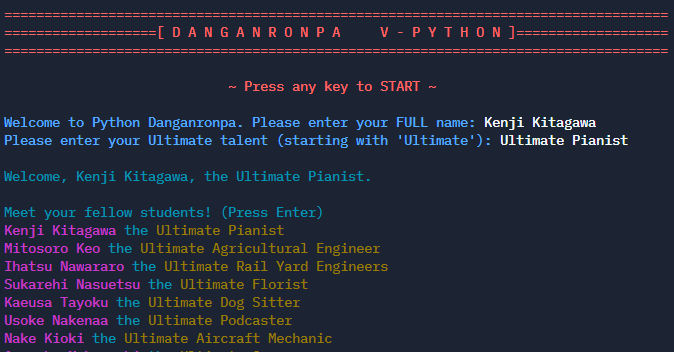 ===================================================================================
===================[ D A N G A N R O N P A    V - P Y T H O N ]===================
===================================================================================
~ Press any key to START ~
Welcome to Python Danganronpa. Please enter your FULL name: Kenji Kitagawa
Please enter your Ultimate talent (starting with 'Ultimate'): Ultimate Pianist
Welcome, Kenji Kitagawa, the Ultimate Pianist.
Meet your fellow students! (Press Enter)
Kenji Kitagawa the Ultimate Pianist
Mitosoro Keo the Ultimate Agricultural Engineer
Ihatsu Nawararo the Ultimate Rail Yard Engineers
Sukarehi Nasuetsu the Ultimate Florist
Kaeusa Tayoku the Ultimate Dog Sitter
Usoke Nakenaa the Ultimate Podcaster
Nake Kioki the Ultimate Aircraft Mechanic